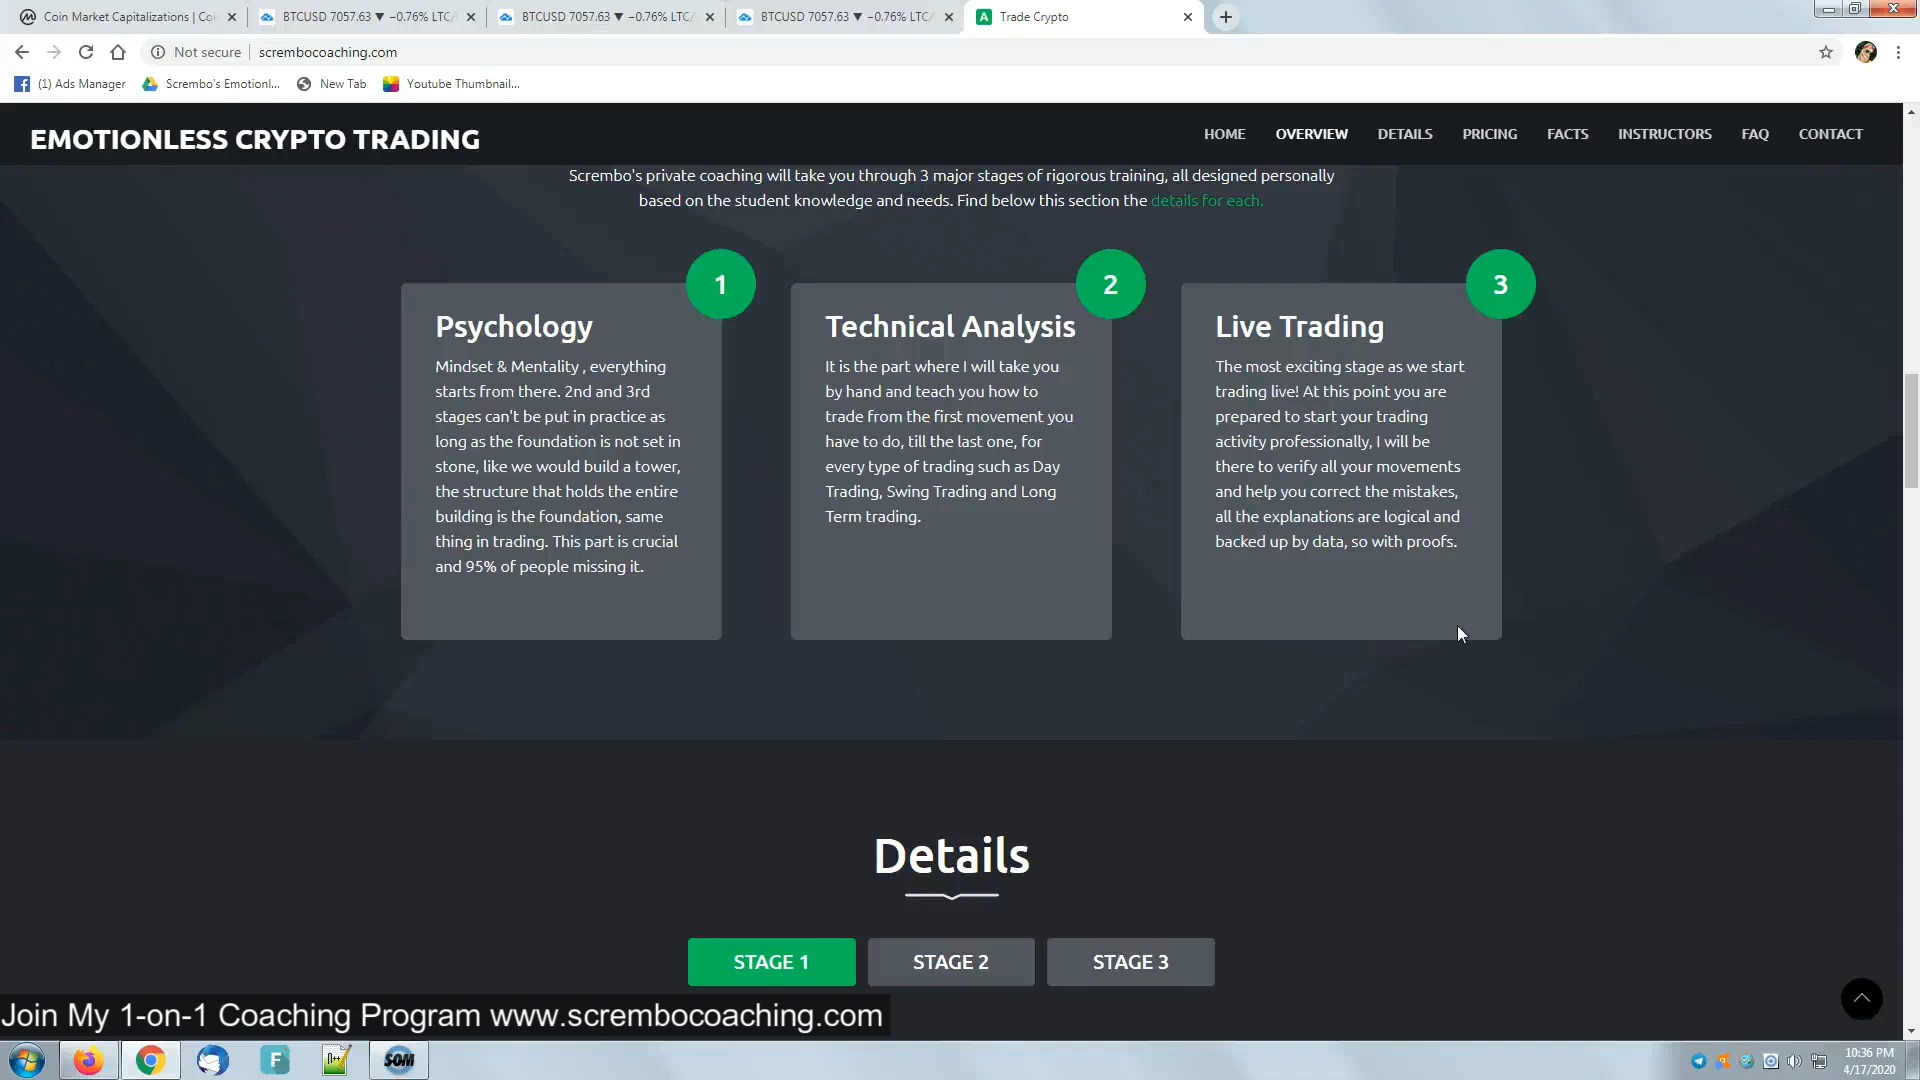 Coin Market Capitalizations | Co
BTCUSD 7057.63 ▼ −0.76% LTC/
BTCUSD 7057.63 ▼ −0.76% LTC/
BTCUSD 7057.63 ▼ −0.76% LTC/
A Trade Crypto
Not secure | scrembocoaching.com
(1) Ads Manager
Scrembo's Emotionl...
New Tab
Youtube Thumbnail...
EMOTIONLESS CRYPTO TRADING
HOME OVERVIEW DETAILS PRICING FACTS INSTRUCTORS FAQ CONTACT
Scrembo's private coaching will take you through 3 major stages of rigorous training, all designed personally
based on the student knowledge and needs. Find below this section the details for each.
1
Psychology
Mindset & Mentality , everything
starts from there. 2nd and 3rd
stages can't be put in practice as
long as the foundation is not set in
stone, like we would build a tower,
the structure that holds the entire
building is the foundation, same
thing in trading. This part is crucial
and 95% of people missing it.
2
Technical Analysis
It is the part where I will take you
by hand and teach you how to
trade from the first movement you
have to do, till the last one, for
every type of trading such as Day
Trading, Swing Trading and Long
Term trading.
3
Live Trading
The most exciting stage as we start
trading live! At this point you are
prepared to start your trading
activity professionally, I will be
there to verify all your movements
and help you correct the mistakes,
all the explanations are logical and
backed up by data, so with proofs.
Details
STAGE 1
STAGE 2
STAGE 3
Join My 1-on-1 Coaching Program www.scrembocoaching.com
F
SOM
10:36 PM
4/17/2020